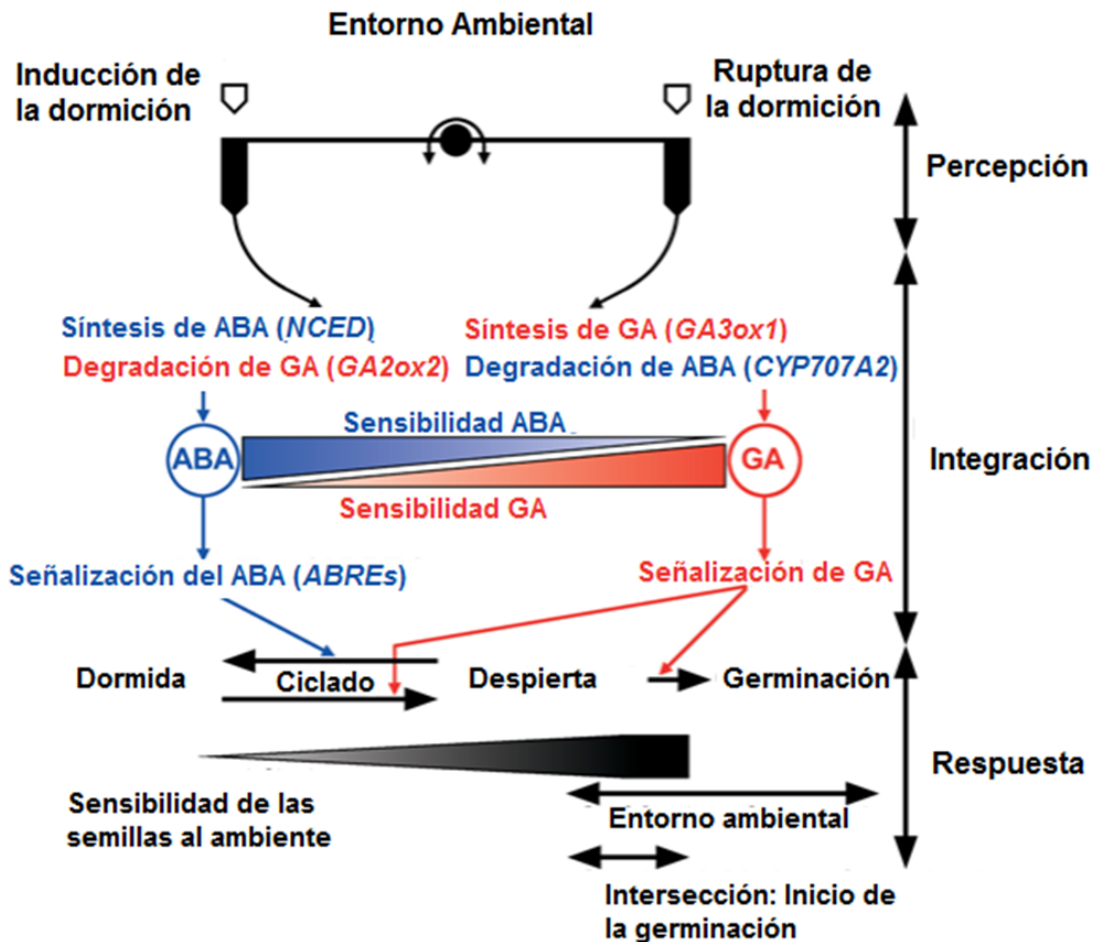 Entorno Ambiental
Inducción de
la dormición
Ruptura de
la dormición
Percepción
Síntesis de ABA (NCED)
Degradación de GA (GA2ox2)
Síntesis de GA (GA3ox1)
Degradación de ABA (CYP707A2)
Sensibilidad ABA
ABA
GA
Sensibilidad GA
Integración
Señalización del ABA (ABREs)
Señalización de GA
Dormida
Ciclado
Despierta
Germinación
Respuesta
Sensibilidad de las
semillas al ambiente
Entorno ambiental
Intersección: Inicio de
la germinación